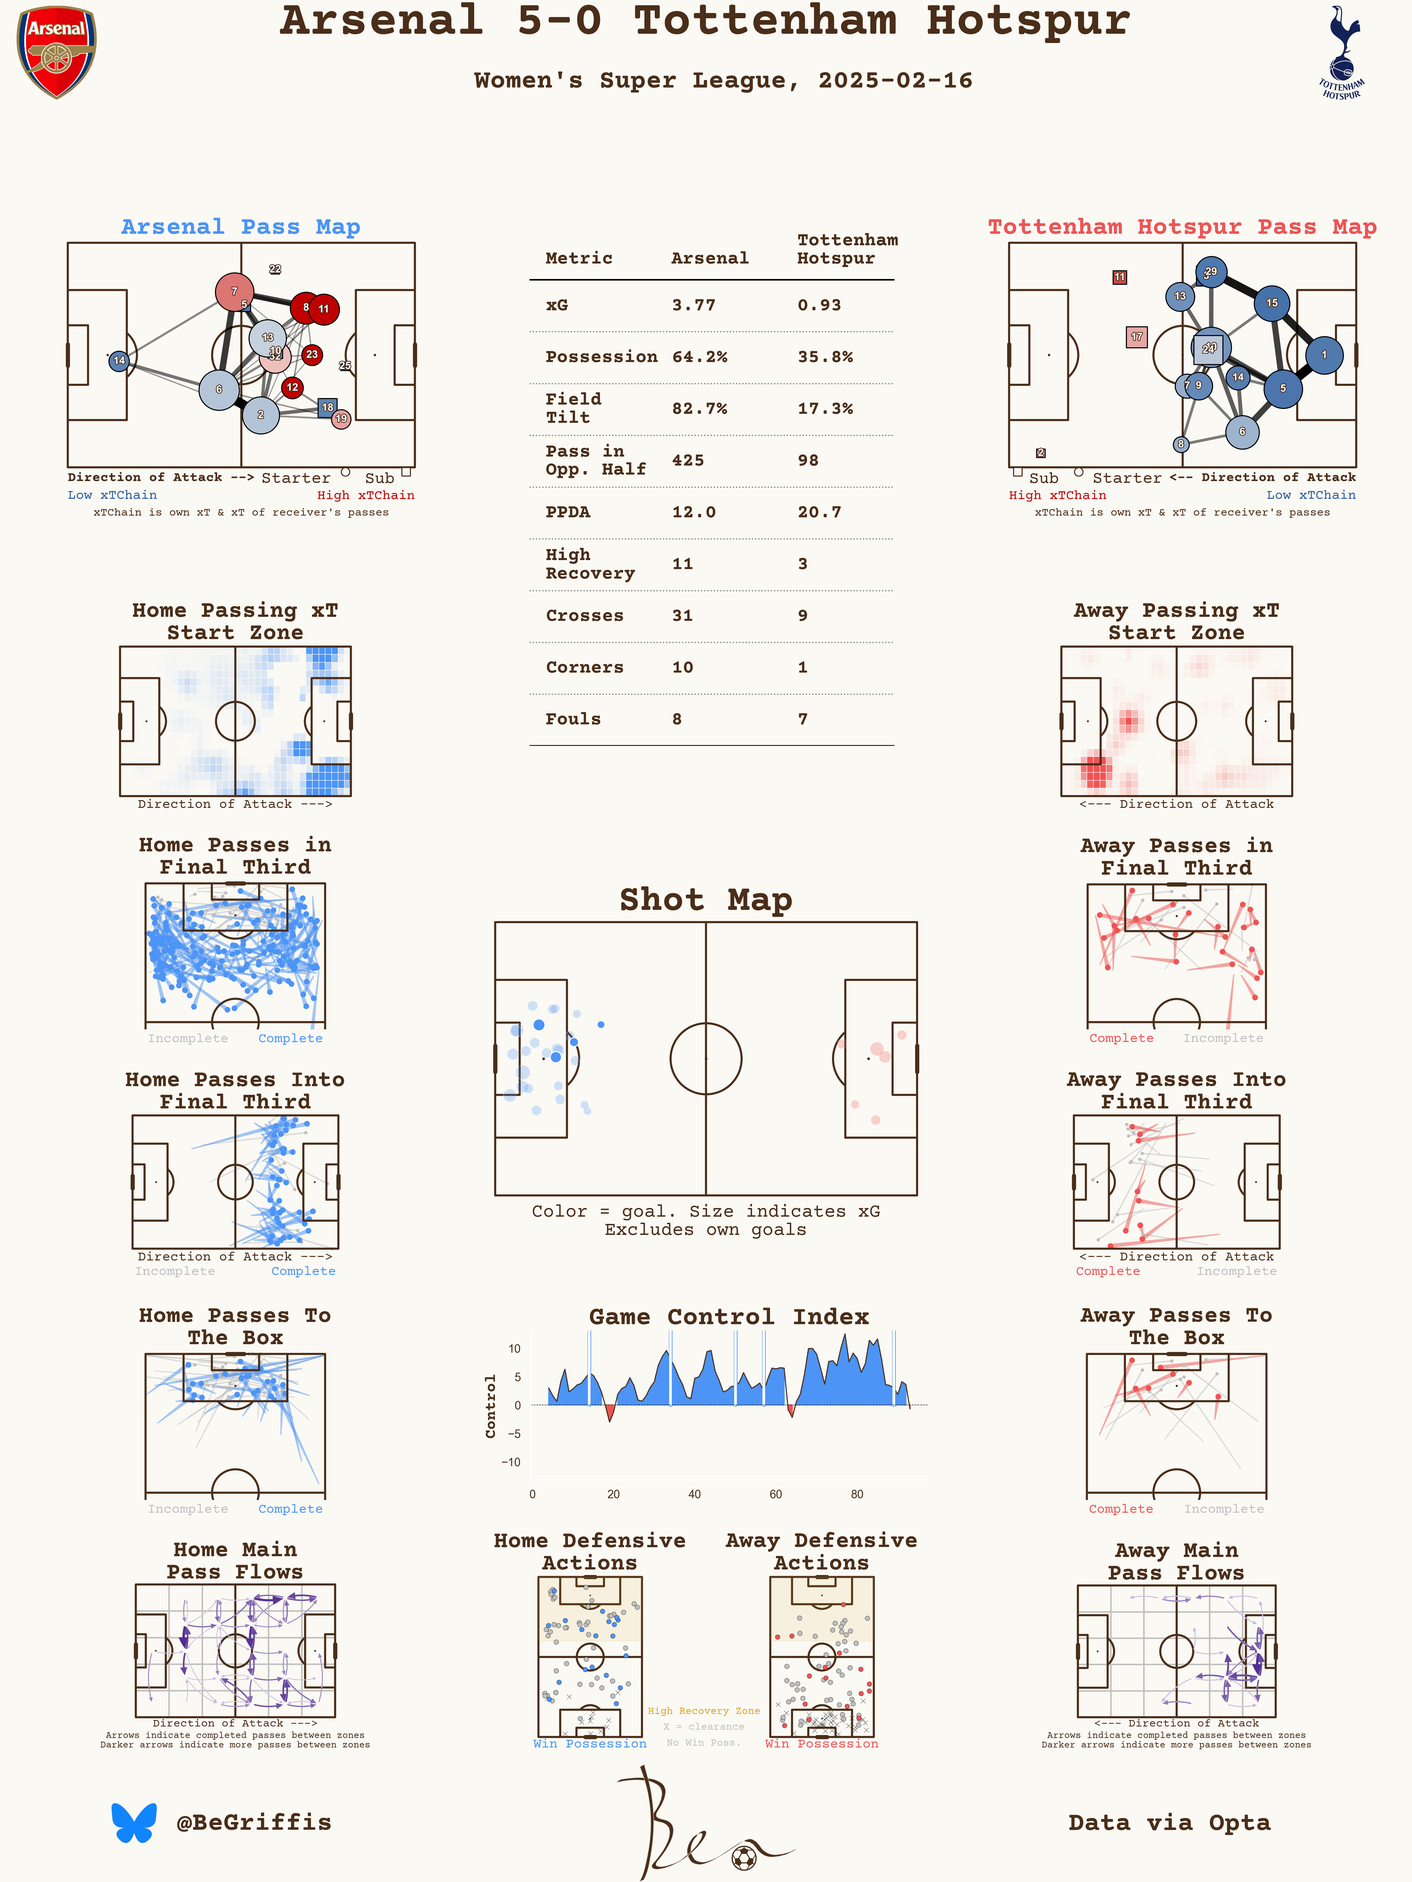 Arsenal 5-0 Tottenham Hotspur
Women's Super League, 2025-02-16
Arsenal
TOTTENHAM
HOTSPUR
Arsenal Pass Map
22
7
5
8
11
13
10
23
14
25
6
12
2
18
19
Direction of Attack --> Starter Sub
Low xTChain High xTChain
xTChain is own xT & xT of receiver's passes
Metric Arsenal Tottenham Hotspur
xG 3.77 0.93
Possession 64.2% 35.8%
Field Tilt 82.7% 17.3%
Pass in Opp. Half 425 98
PPDA 12.0 20.7
High Recovery 11 3
Crosses 31 9
Corners 10 1
Fouls 8 7
Tottenham Hotspur Pass Map
11
29
13
15
17
24
1
14
7
9
5
6
8
2
Sub Starter <-- Direction of Attack
High xTChain Low xTChain
xTChain is own xT & xT of receiver's passes
Home Passing xT
Start Zone
Direction of Attack --->
Away Passing xT
Start Zone
<--- Direction of Attack
Home Passes in
Final Third
Incomplete Complete
Away Passes in
Final Third
Complete Incomplete
Shot Map
Color = goal. Size indicates xG
Excludes own goals
Home Passes Into
Final Third
Direction of Attack --->
Incomplete Complete
Away Passes Into
Final Third
<--- Direction of Attack
Complete Incomplete
Home Passes To
The Box
Incomplete Complete
Game Control Index
Control
10
5
0
−5
−10
0 20 40 60 80
Away Passes To
The Box
Complete Incomplete
Home Main
Pass Flows
Direction of Attack --->
Arrows indicate completed passes between zones
Darker arrows indicate more passes between zones
Home Defensive
Actions
Win Possession
Away Defensive
Actions
Win Possession
High Recovery Zone
X = clearance
No Win Poss.
Away Main
Pass Flows
<--- Direction of Attack
Arrows indicate completed passes between zones
Darker arrows indicate more passes between zones
@BeGriffis
Ben
Data via Opta